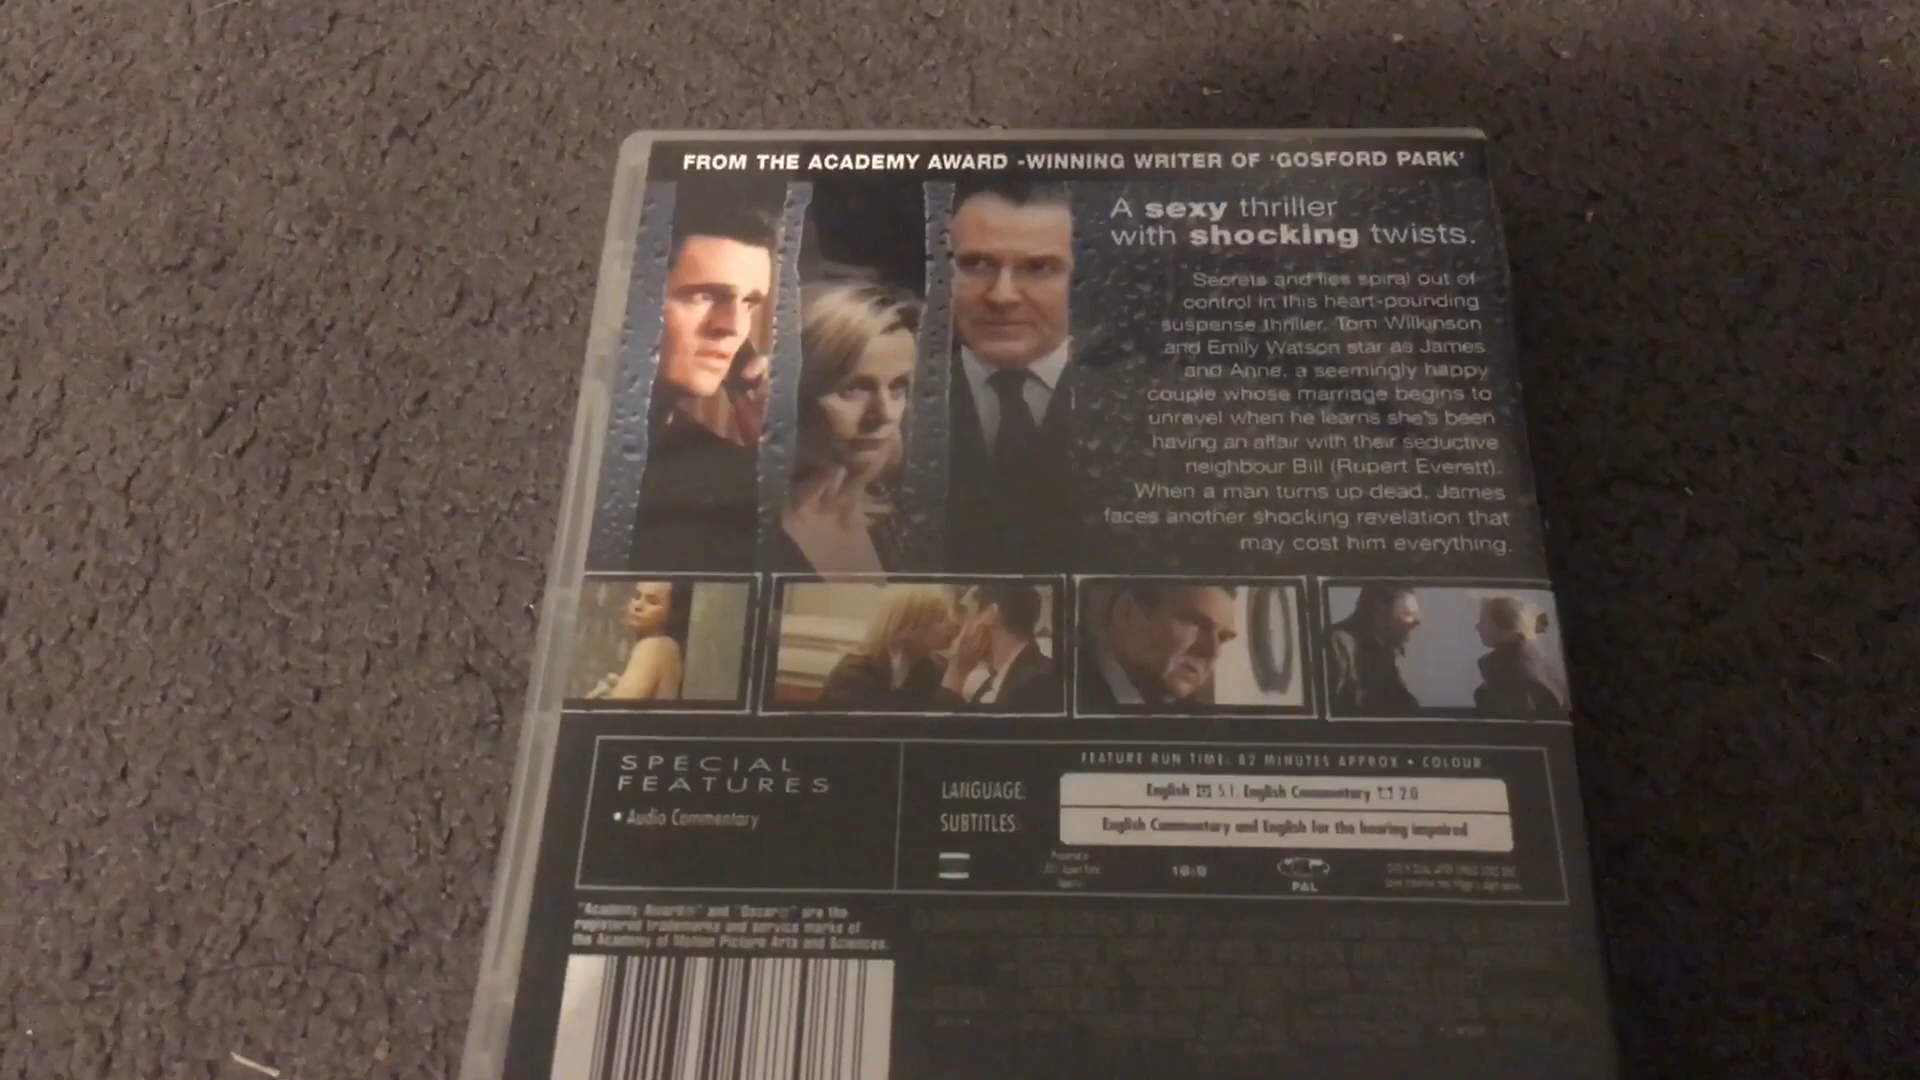 FROM THE ACADEMY AWARD -WINNING WRITER OF 'GOSFORD PARK'
A sexy thriller
with shocking twists.
Secrets and lies spiral out of
control in this heart-pounding
suspense thriller. Tom Wilkinson
and Emily Watson star as James
and Anne, a seemingly happy
couple whose marriage begins to
unravel when he learns she's been
having an affair with their seductive
neighbour Bill (Rupert Everett).
When a man turns up dead, James
faces another shocking revelation that
may cost him everything.
SPECIAL
FEATURES
• Audio Commentary
FEATURE RUN TIME: 82 MINUTES APPROX • COLOUR
LANGUAGE:
English 5.1, English Commentary 2.0
SUBTITLES:
English Commentary and English for the hearing impaired
16:9
PAL
"Academy Award®" and "Oscar®" are the
registered trademarks and service marks of
the Academy of Motion Picture Arts and Sciences.